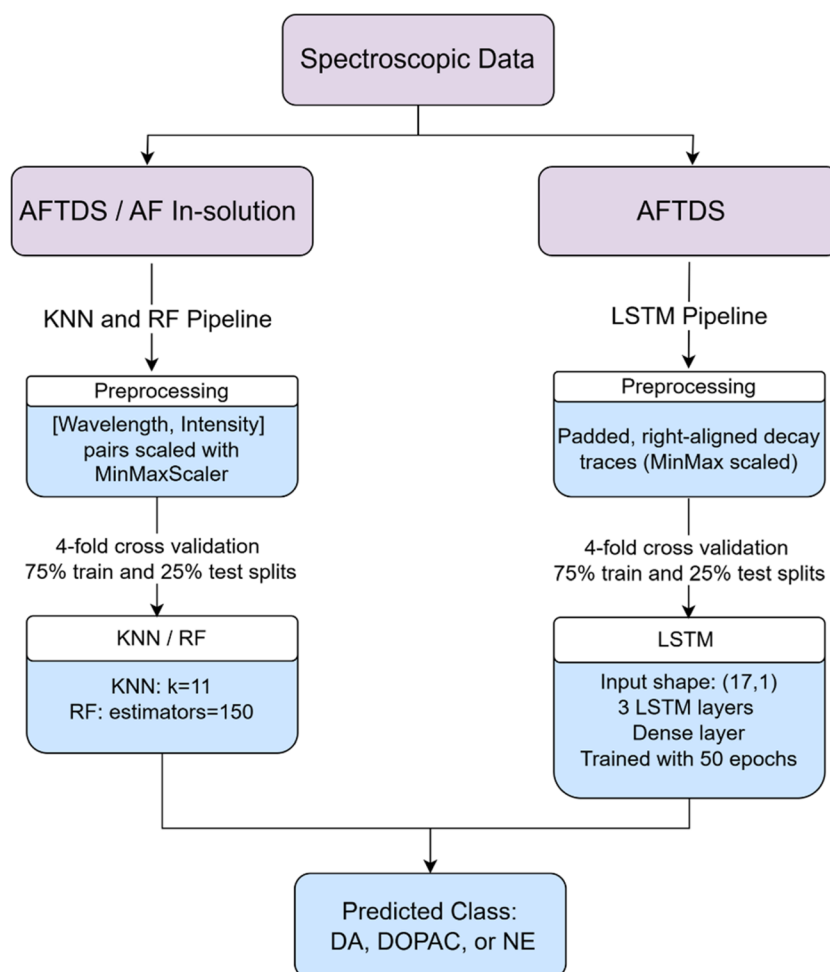 Spectroscopic Data
AFTDS / AF In-solution
KNN and RF Pipeline
Preprocessing
[Wavelength, Intensity]
pairs scaled with
MinMaxScaler
4-fold cross validation
75% train and 25% test splits
KNN / RF
KNN: k=11
RF: estimators=150
AFTDS
LSTM Pipeline
Preprocessing
Padded, right-aligned decay
traces (MinMax scaled)
4-fold cross validation
75% train and 25% test splits
LSTM
Input shape: (17,1)
3 LSTM layers
Dense layer
Trained with 50 epochs
Predicted Class:
DA, DOPAC, or NE